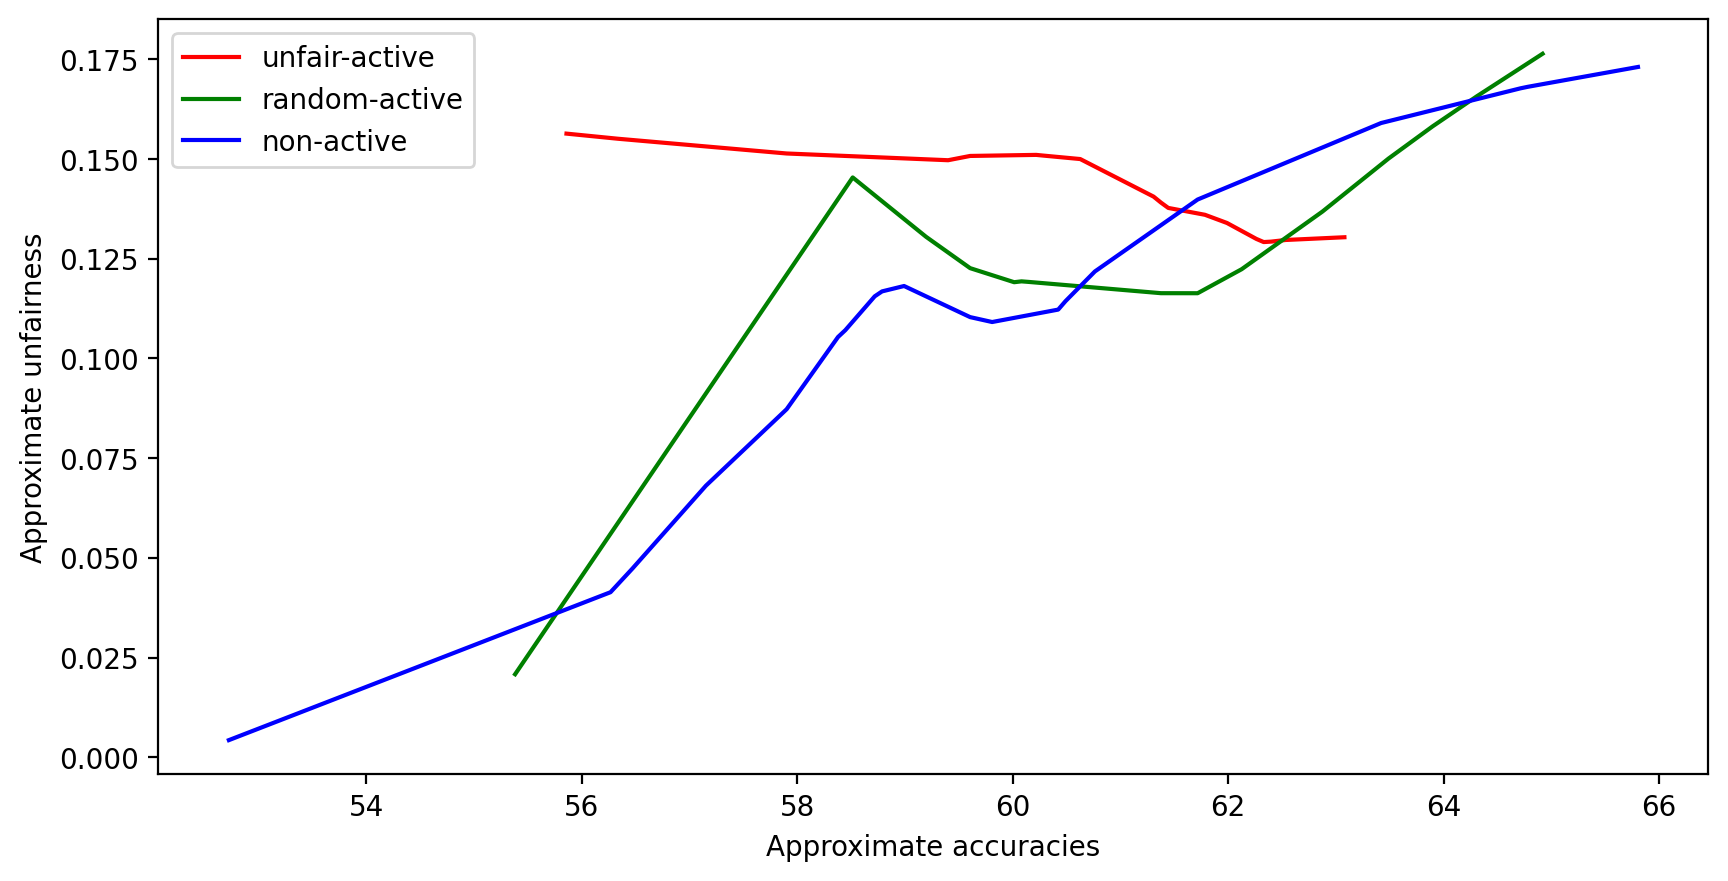 unfair-active
random-active
non-active
0.175
0.150
0.125
0.100
0.075
0.050
0.025
0.000
Approximate unfairness
54 56 58 60 62 64 66
Approximate accuracies